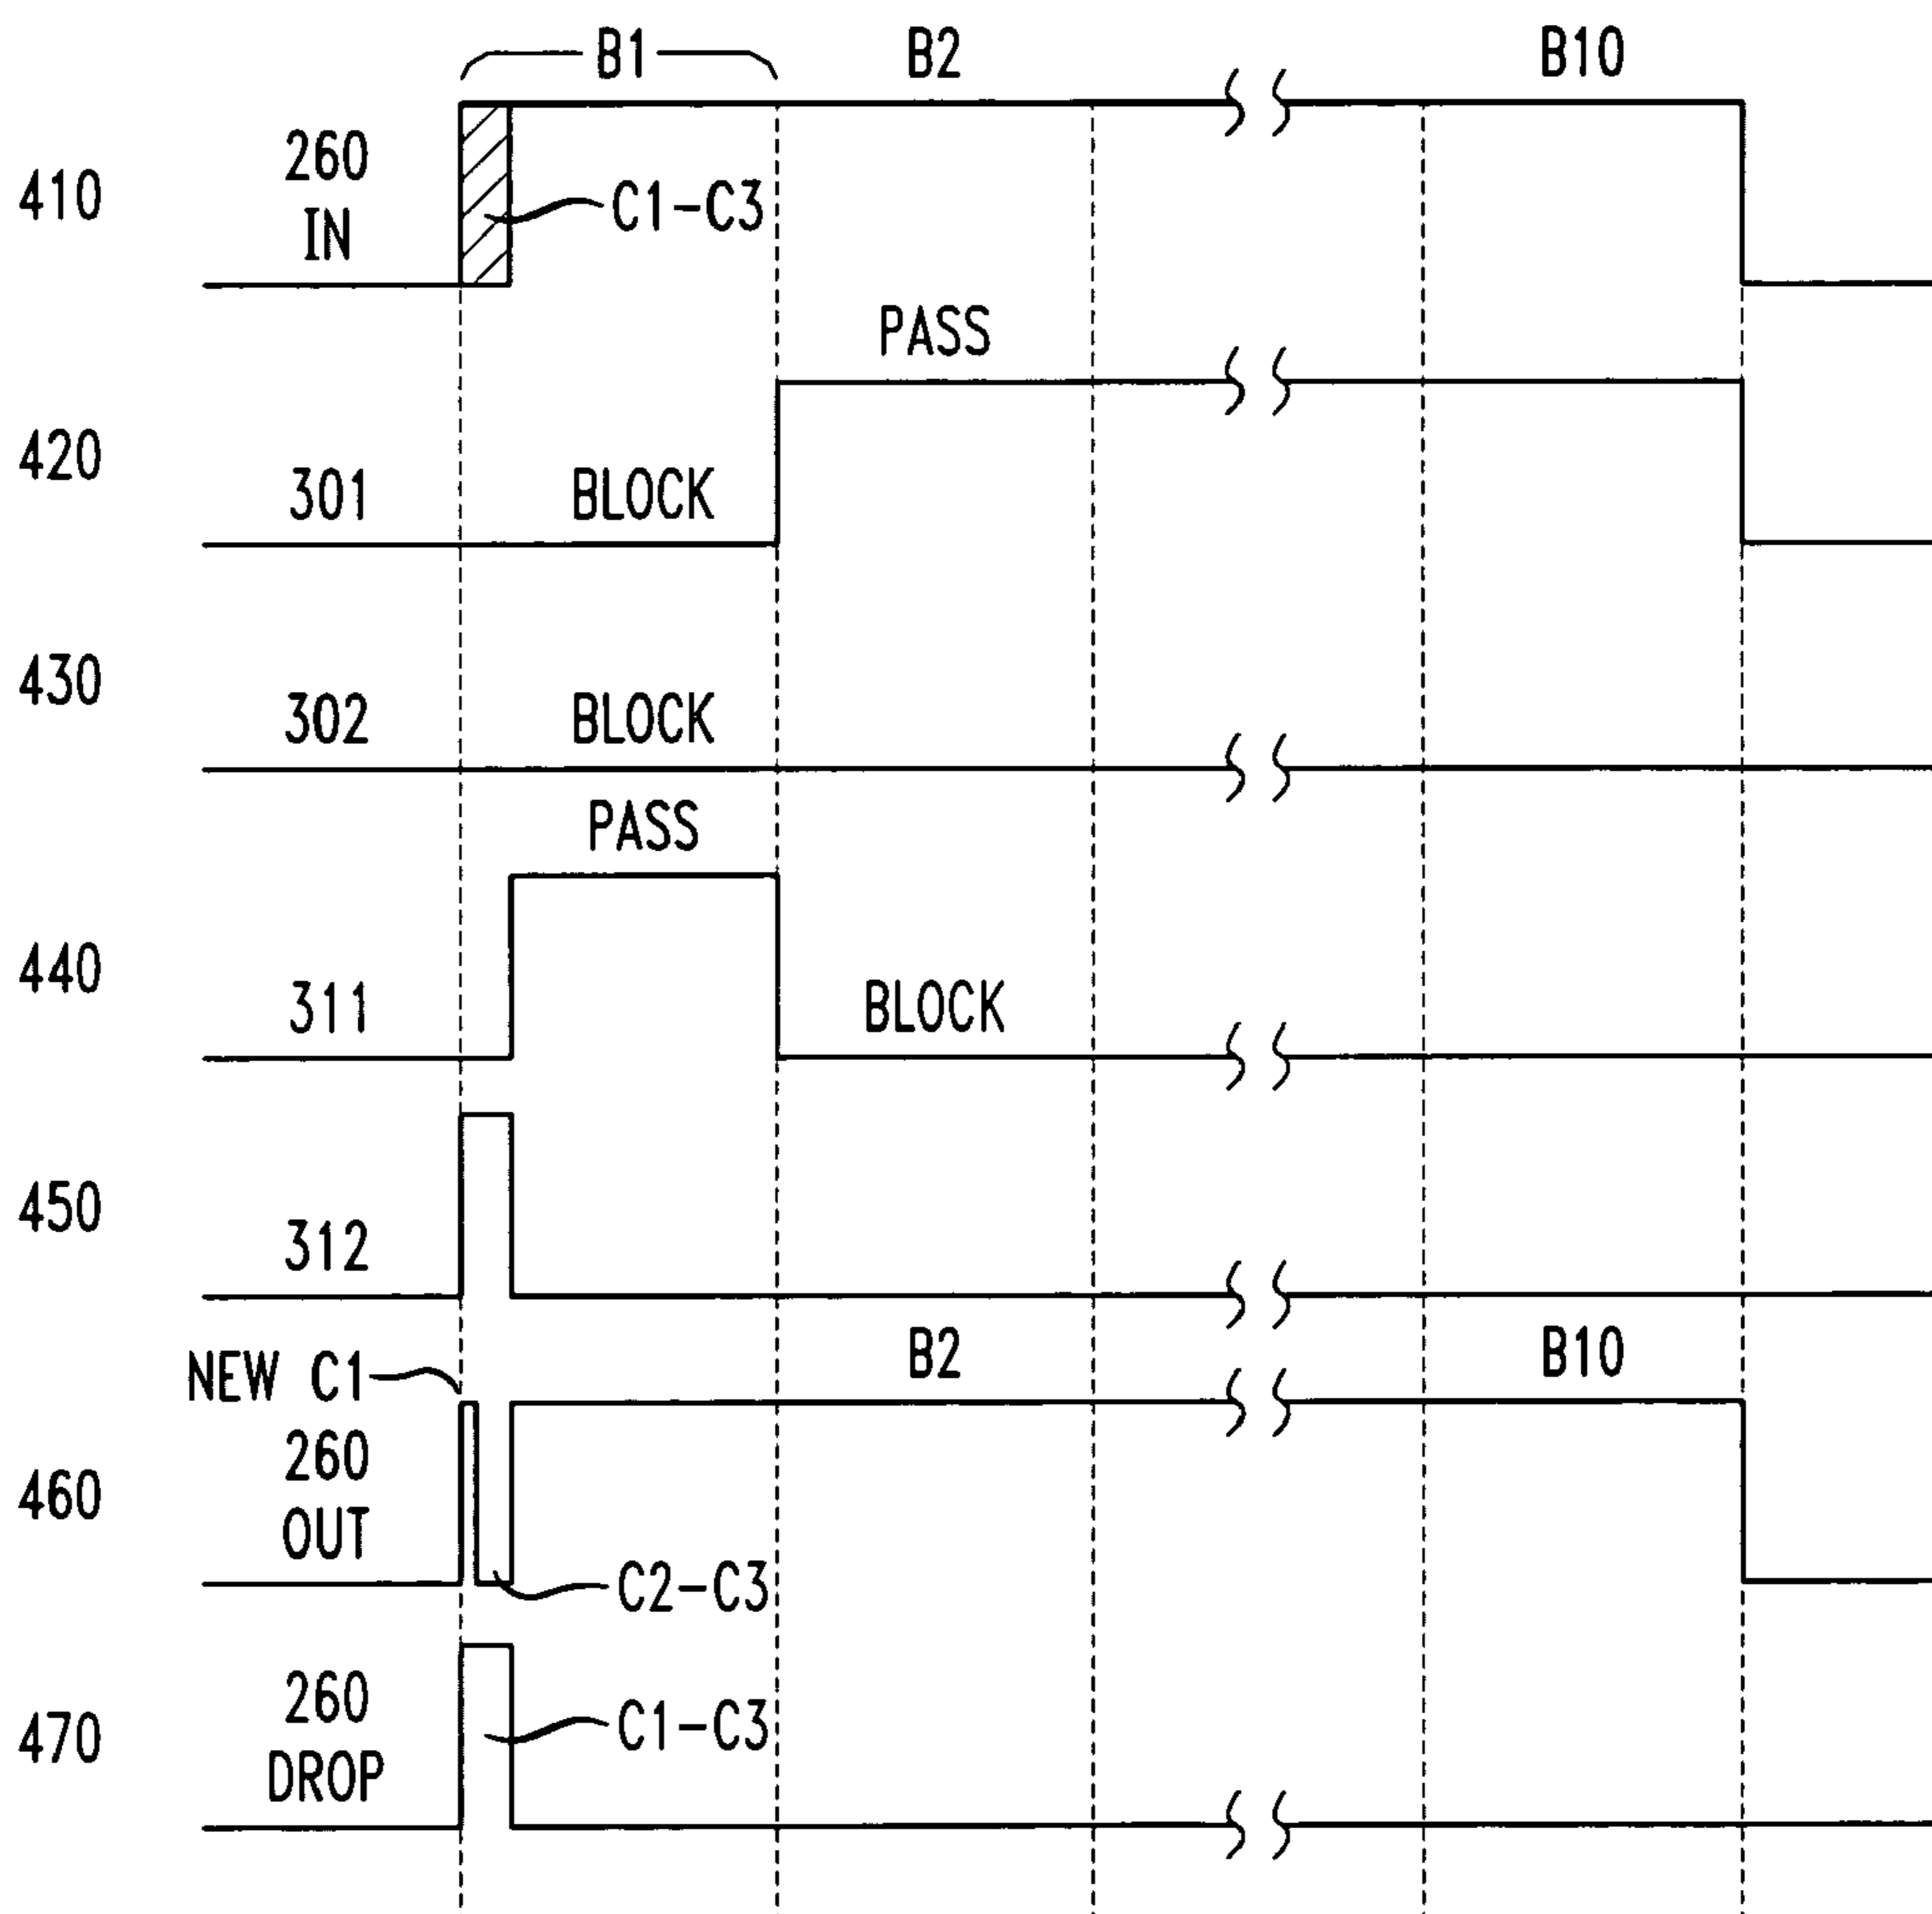 B1 B2 B10
260
410
C1-C3
IN
PASS
420
301 BLOCK
430
302 BLOCK
PASS
440
311 BLOCK
450
312
B2 B10
NEW C1
260
460
OUT
C2-C3
260
C1-C3
470
DROP